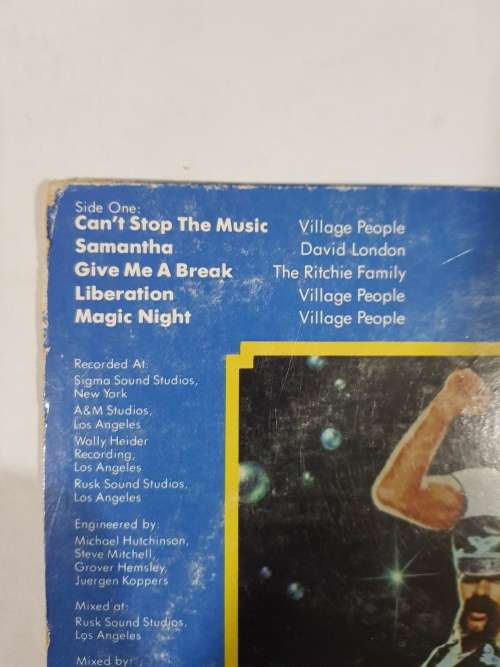 Side One:
Can't Stop The Music Village People
Samantha David London
Give Me A Break The Ritchie Family
Liberation Village People
Magic Night Village People
Recorded At:
Sigma Sound Studios,
New York
A&M Studios,
Los Angeles
Wally Heider
Recording,
Los Angeles
Rusk Sound Studios,
Los Angeles
Engineered by:
Michael Hutchinson,
Steve Mitchell,
Grover Hemsley,
Juergen Koppers
Mixed at:
Rusk Sound Studios,
Los Angeles
Mixed by: